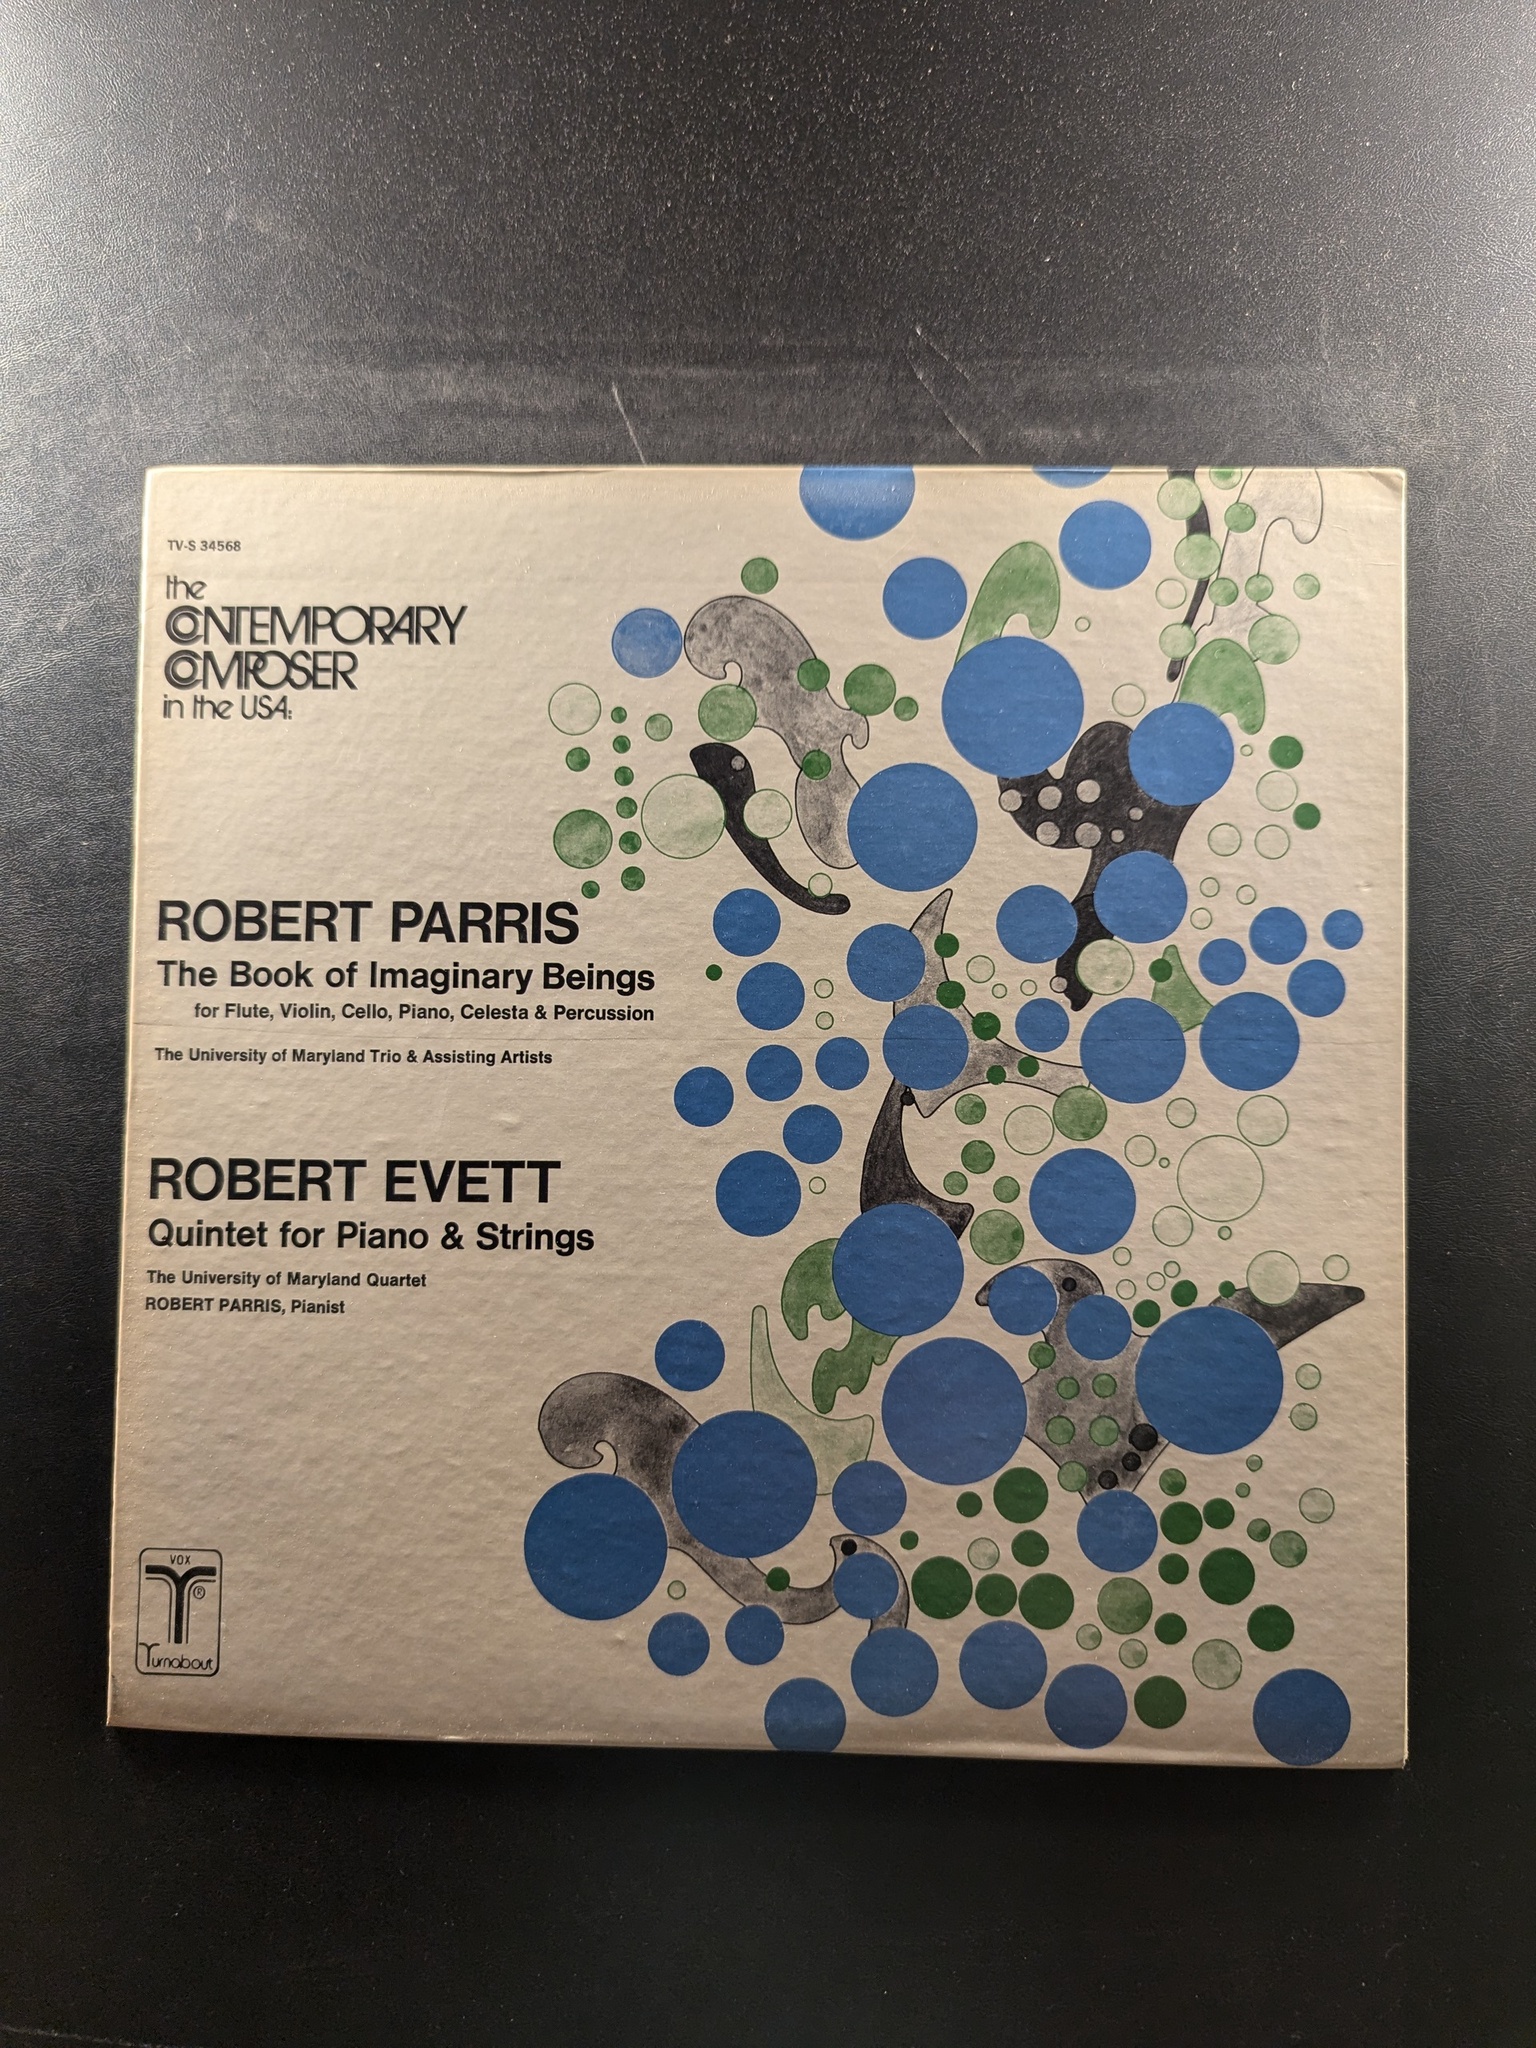 TV-S 34568
the
CONTEMPORARY
COMPOSER
in the USA:
ROBERT PARRIS
The Book of Imaginary Beings
for Flute, Violin, Cello, Piano, Celesta & Percussion
The University of Maryland Trio & Assisting Artists
ROBERT EVETT
Quintet for Piano & Strings
The University of Maryland Quartet
ROBERT PARRIS, Pianist
VOX
T ®
Turnabout